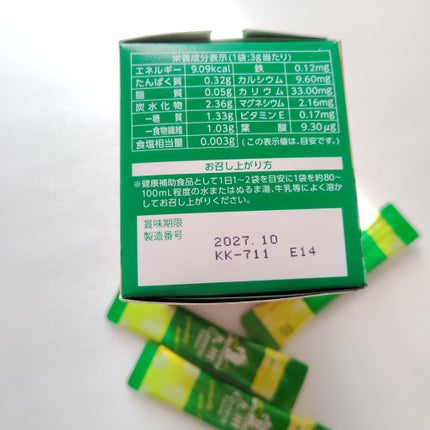 栄養成分表示(1袋:3g当たり)
エネルギー 9.09kcal 鉄 0.12mg
たんぱく質 0.32g カルシウム 9.60mg
脂質 0.05g カリウム 33.00mg
炭水化物 2.36g マグネシウム 2.16mg
ー糖質 1.33g ビタミンE 0.17mg
ー食物繊維 1.03g 葉酸 9.30μg
食塩相当量 0.003g (この表示値は、目安です。)
お召し上がり方
※健康補助食品として1日1〜2袋を目安に1袋を約80〜
100mL程度の水またはぬるま湯、牛乳等によく溶か
してお召し上がりください。
賞味期限
製造番号
2027.10
KK-711 E14